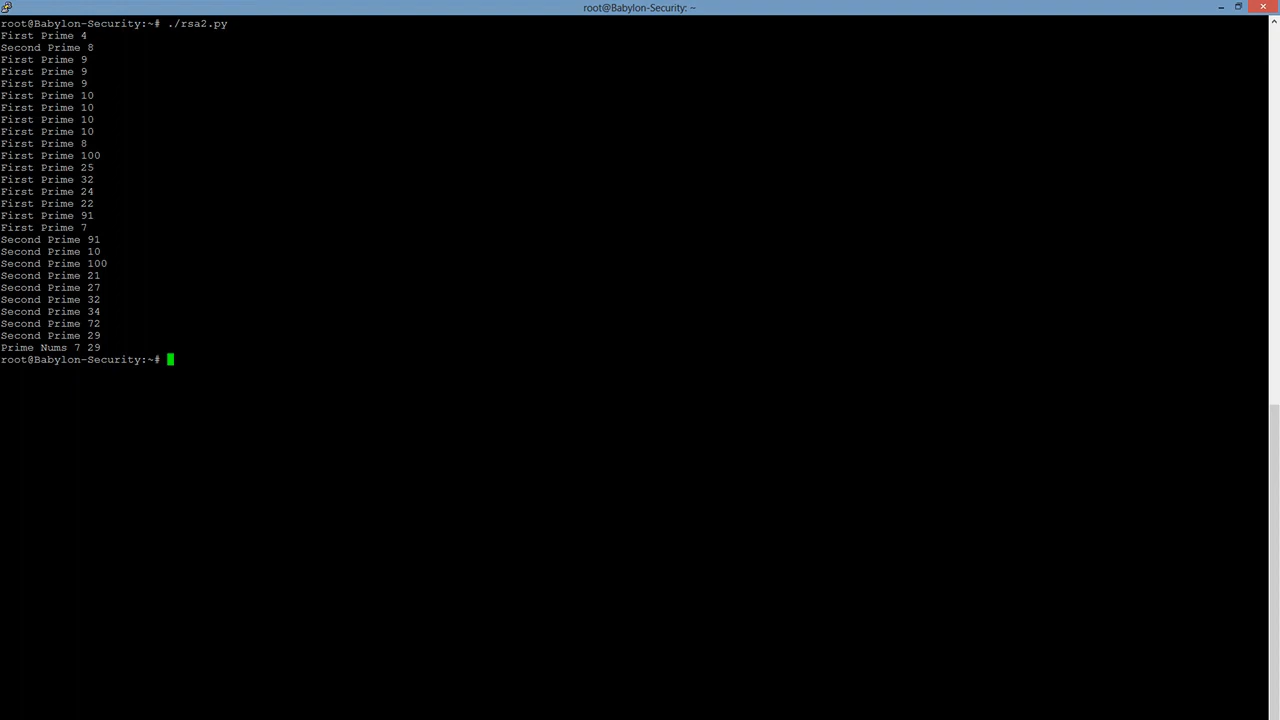 root@Babylon-Security: ~
root@Babylon-Security:~# ./rsa2.py
First Prime 4
Second Prime 8
First Prime 9
First Prime 9
First Prime 9
First Prime 10
First Prime 10
First Prime 10
First Prime 10
First Prime 8
First Prime 100
First Prime 25
First Prime 32
First Prime 24
First Prime 22
First Prime 91
First Prime 7
Second Prime 91
Second Prime 10
Second Prime 100
Second Prime 21
Second Prime 27
Second Prime 32
Second Prime 34
Second Prime 72
Second Prime 29
Prime Nums 7 29
root@Babylon-Security:~#